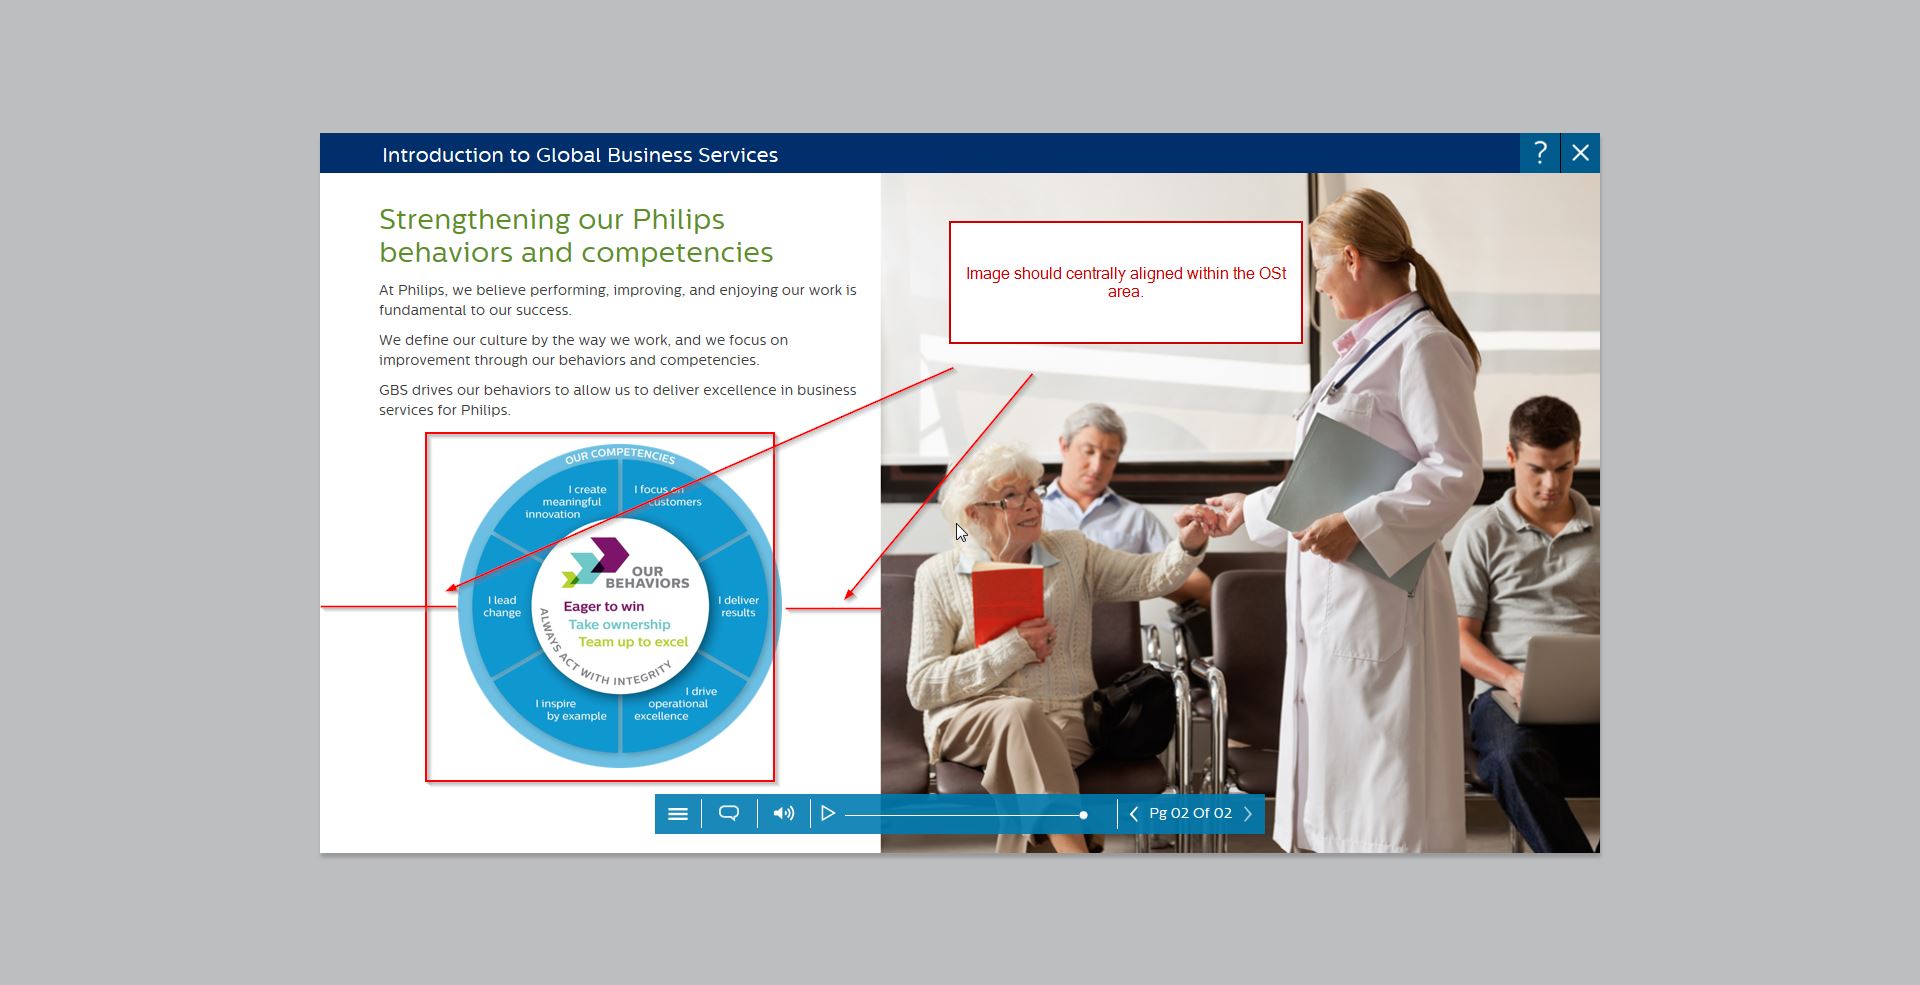 Introduction to Global Business Services
?
Strengthening our Philips
behaviors and competencies
At Philips, we believe performing, improving, and enjoying our work is
fundamental to our success.
We define our culture by the way we work, and we focus on
improvement through our behaviors and competencies.
GBS drives our behaviors to allow us to deliver excellence in business
services for Philips.
Image should centrally aligned within the OSt
area.
OUR COMPETENCIES
I create
meaningful
innovation
I focus on
customers
I lead
change
OUR
BEHAVIORS
Eager to win
Take ownership
Team up to excel
ALWAYS ACT WITH INTEGRITY
I deliver
results
I inspire
by example
I drive
operational
excellence
Pg 02 Of 02